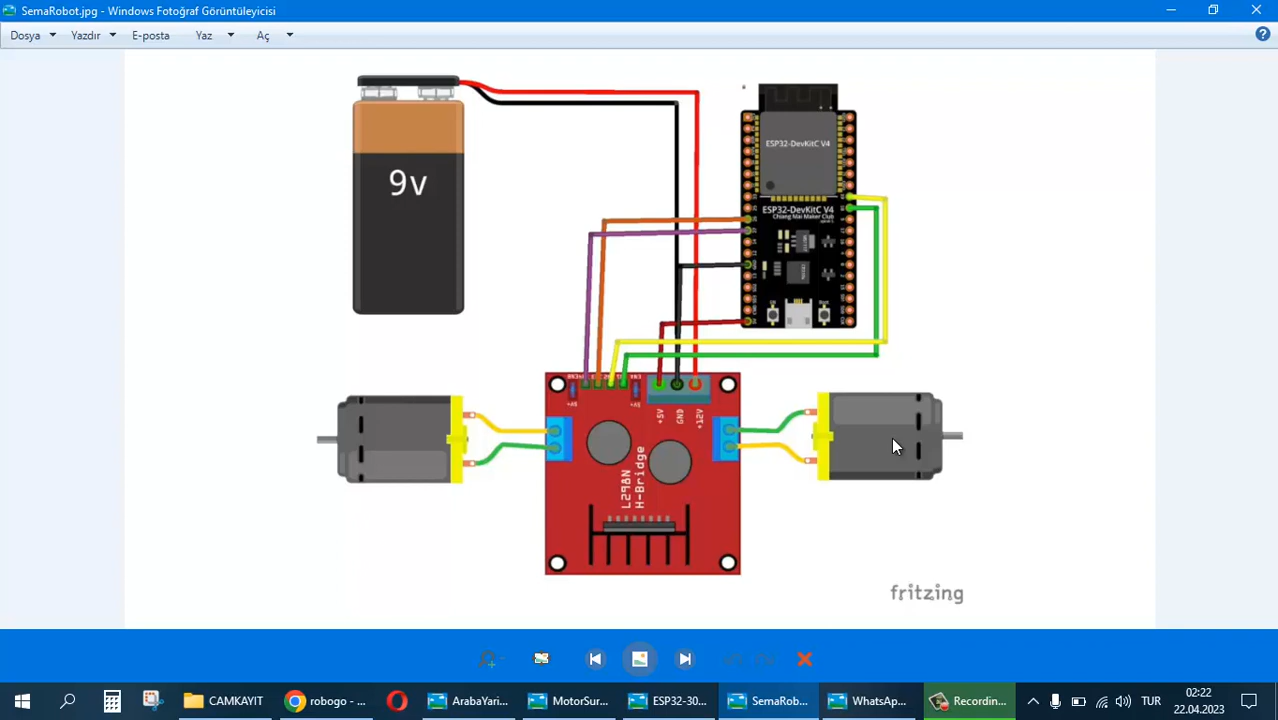 SemaRobot.jpg - Windows Fotoğraf Görüntüleyicisi
Dosya Yazdır E-posta Yaz Aç
9v
ESP32-DevKitC V4
ESP32-DevKitC V4
Chiang Mai Maker Club
+5V
GND
+12V
+5V
+5V
L298N
H-Bridge
fritzing
CAMKAYIT
robogo - ...
ArabaYari...
MotorSur...
ESP32-30...
SemaRob...
WhatsAp...
Recordin...
TUR
02:22
22.04.2023